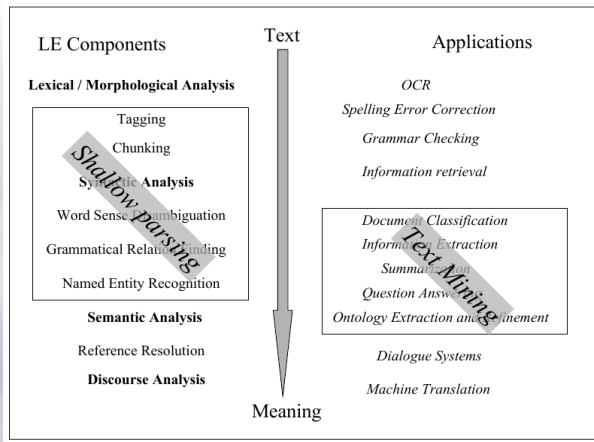 LE Components
Text
Applications
Lexical / Morphological Analysis
OCR
Spelling Error Correction
Tagging
Grammar Checking
Chunking
Information retrieval
Shallow parsing
Syntactic Analysis
Word Sense Disambiguation
Document Classification
Grammatical Relation Finding
Information Extraction
Text Mining
Summarization
Named Entity Recognition
Question Answering
Semantic Analysis
Ontology Extraction and Refinement
Reference Resolution
Dialogue Systems
Discourse Analysis
Machine Translation
Meaning